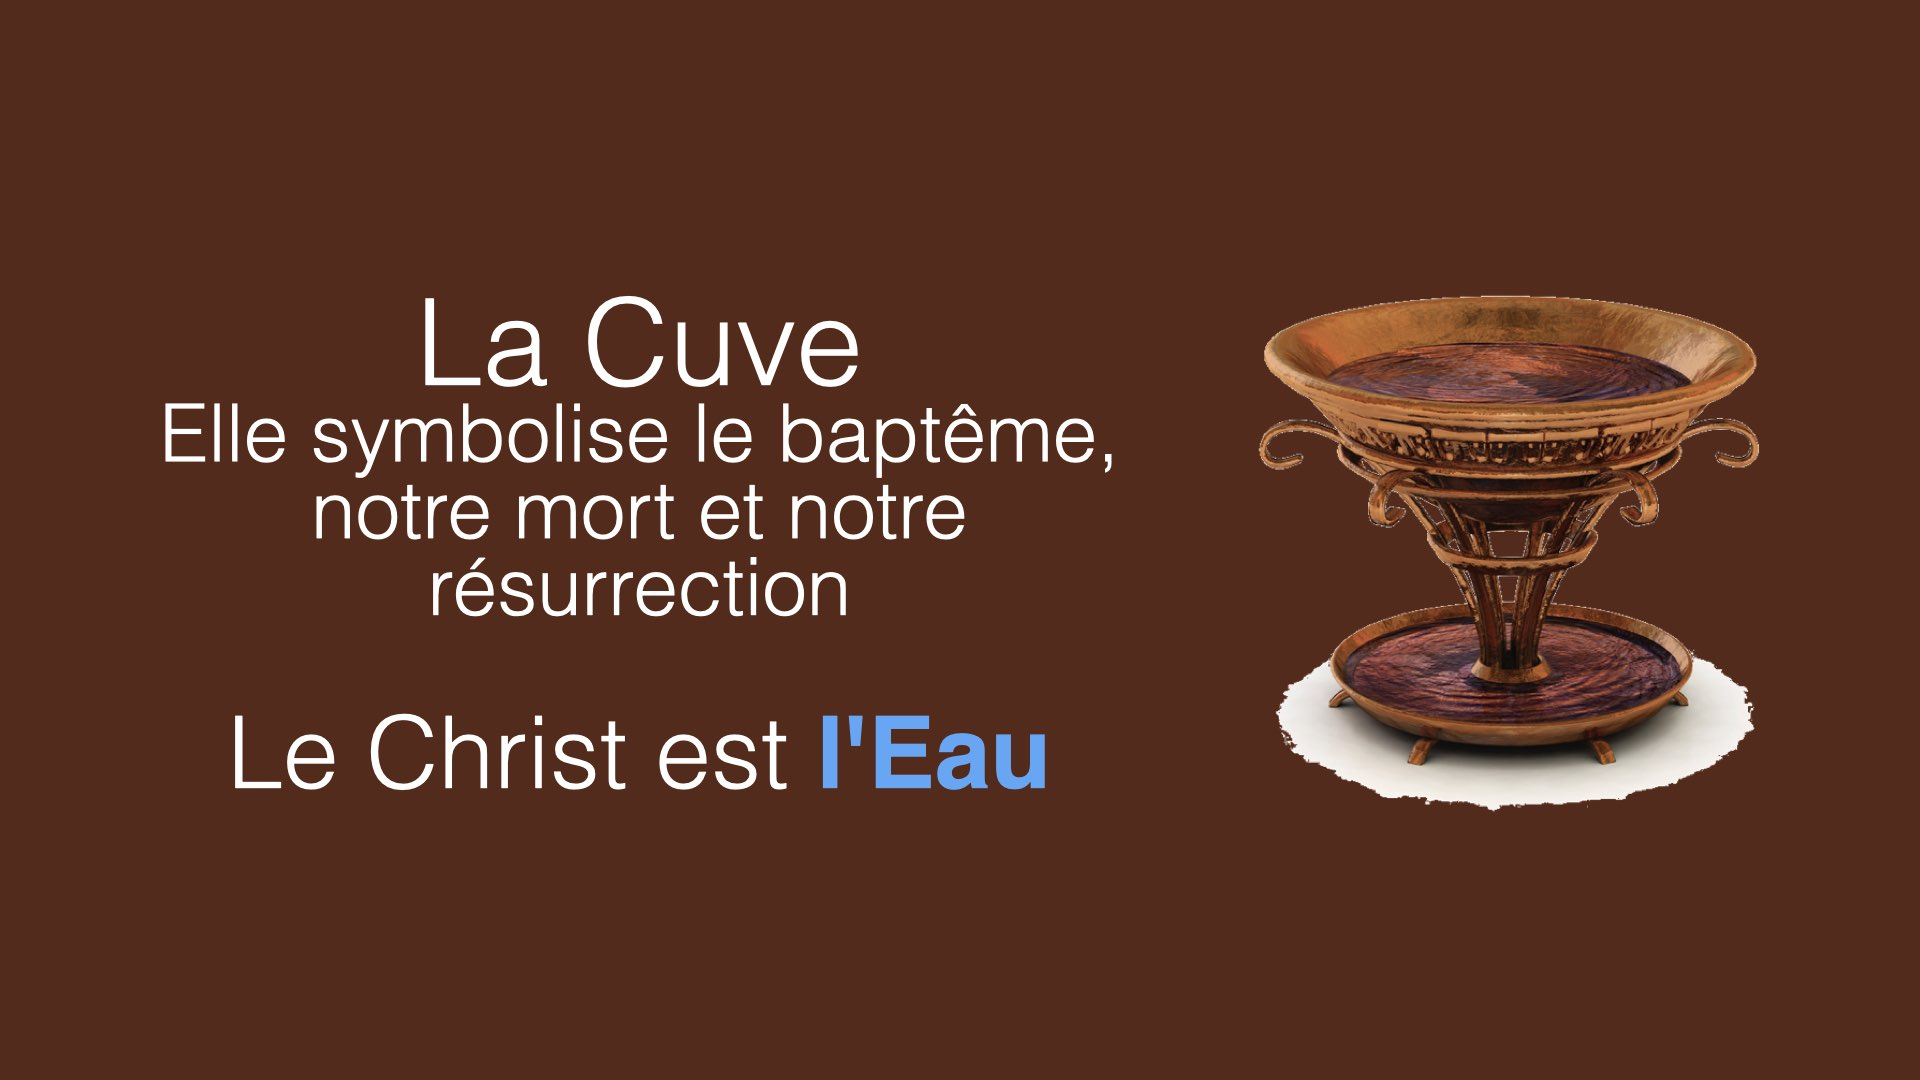 La Cuve
Elle symbolise le baptême,
notre mort et notre
résurrection
Le Christ est l'Eau